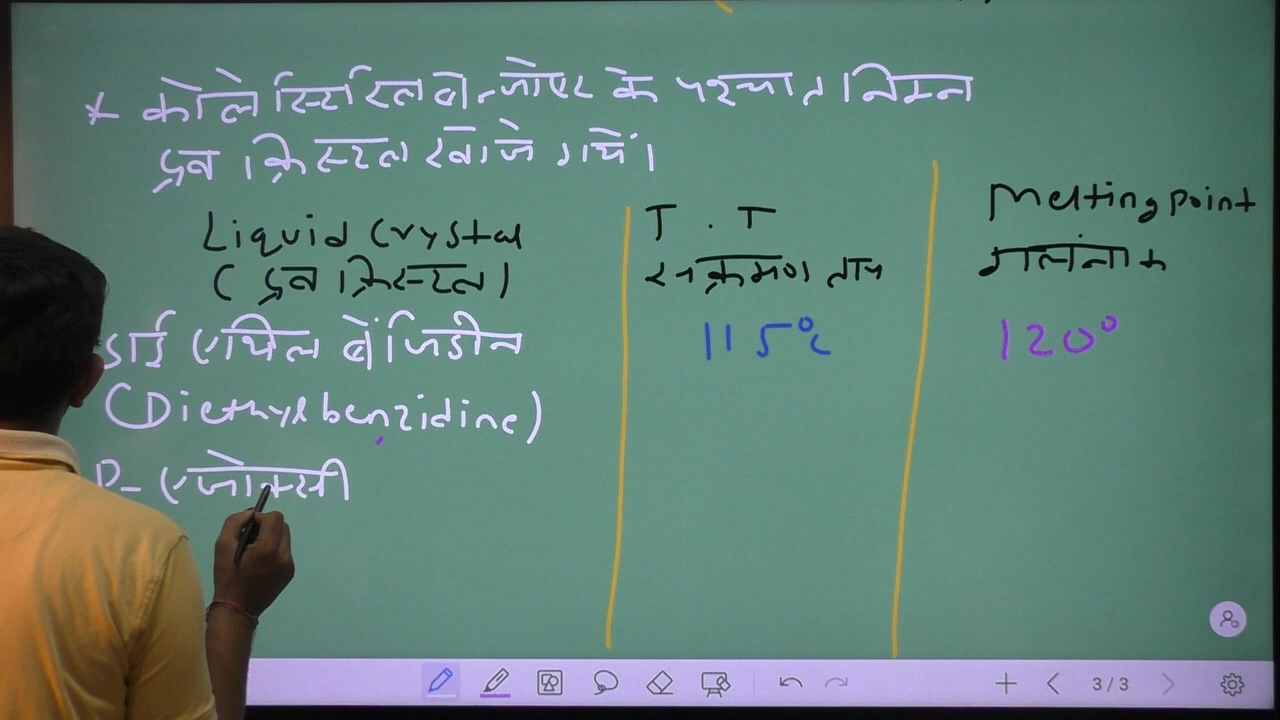 * कोलेस्टिरिल बेन्जोएट के पश्चात निम्न
द्रव क्रिस्टल खोजे गये।
Liquid Crystal
(द्रव क्रिस्टल)
T.T
संक्रमण ताप
Melting point
गलनांक
डाई एथिल बेंजिडीन
115°c
120°
(Diethyl benzidine)
P- एजोक्सी
3/3